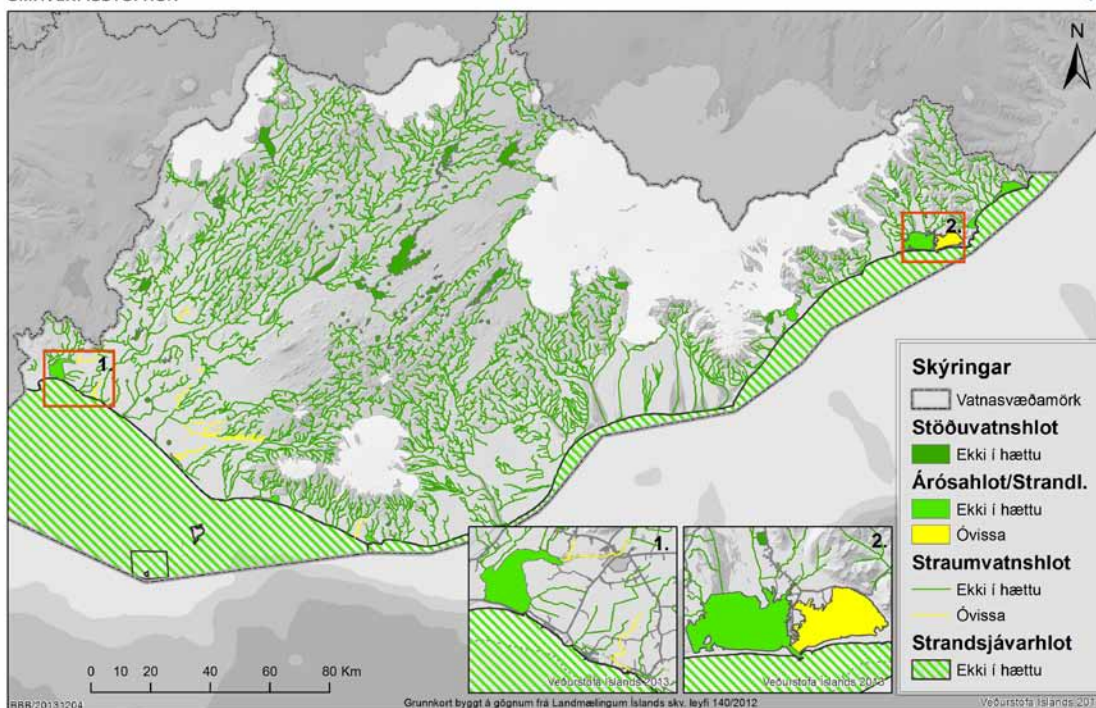 N
2.
1.
Skýringar
Vatnasvæðamörk
Stöðuvatnshlot
Ekki í hættu
Árósahlot/Strandl.
Ekki í hættu
Óvissa
Straumvatnshlot
Ekki í hættu
Óvissa
Strandsjávarhlot
Ekki í hættu
1.
Veðurstofa Íslands 2013
2.
Veðurstofa Íslands 2013
0 10 20 40 60 80 Km
BBB/20131204
Grunnkort byggt á gögnum frá Landmælingum Íslands skv. leyfi 140/2012
Veðurstofa Íslands